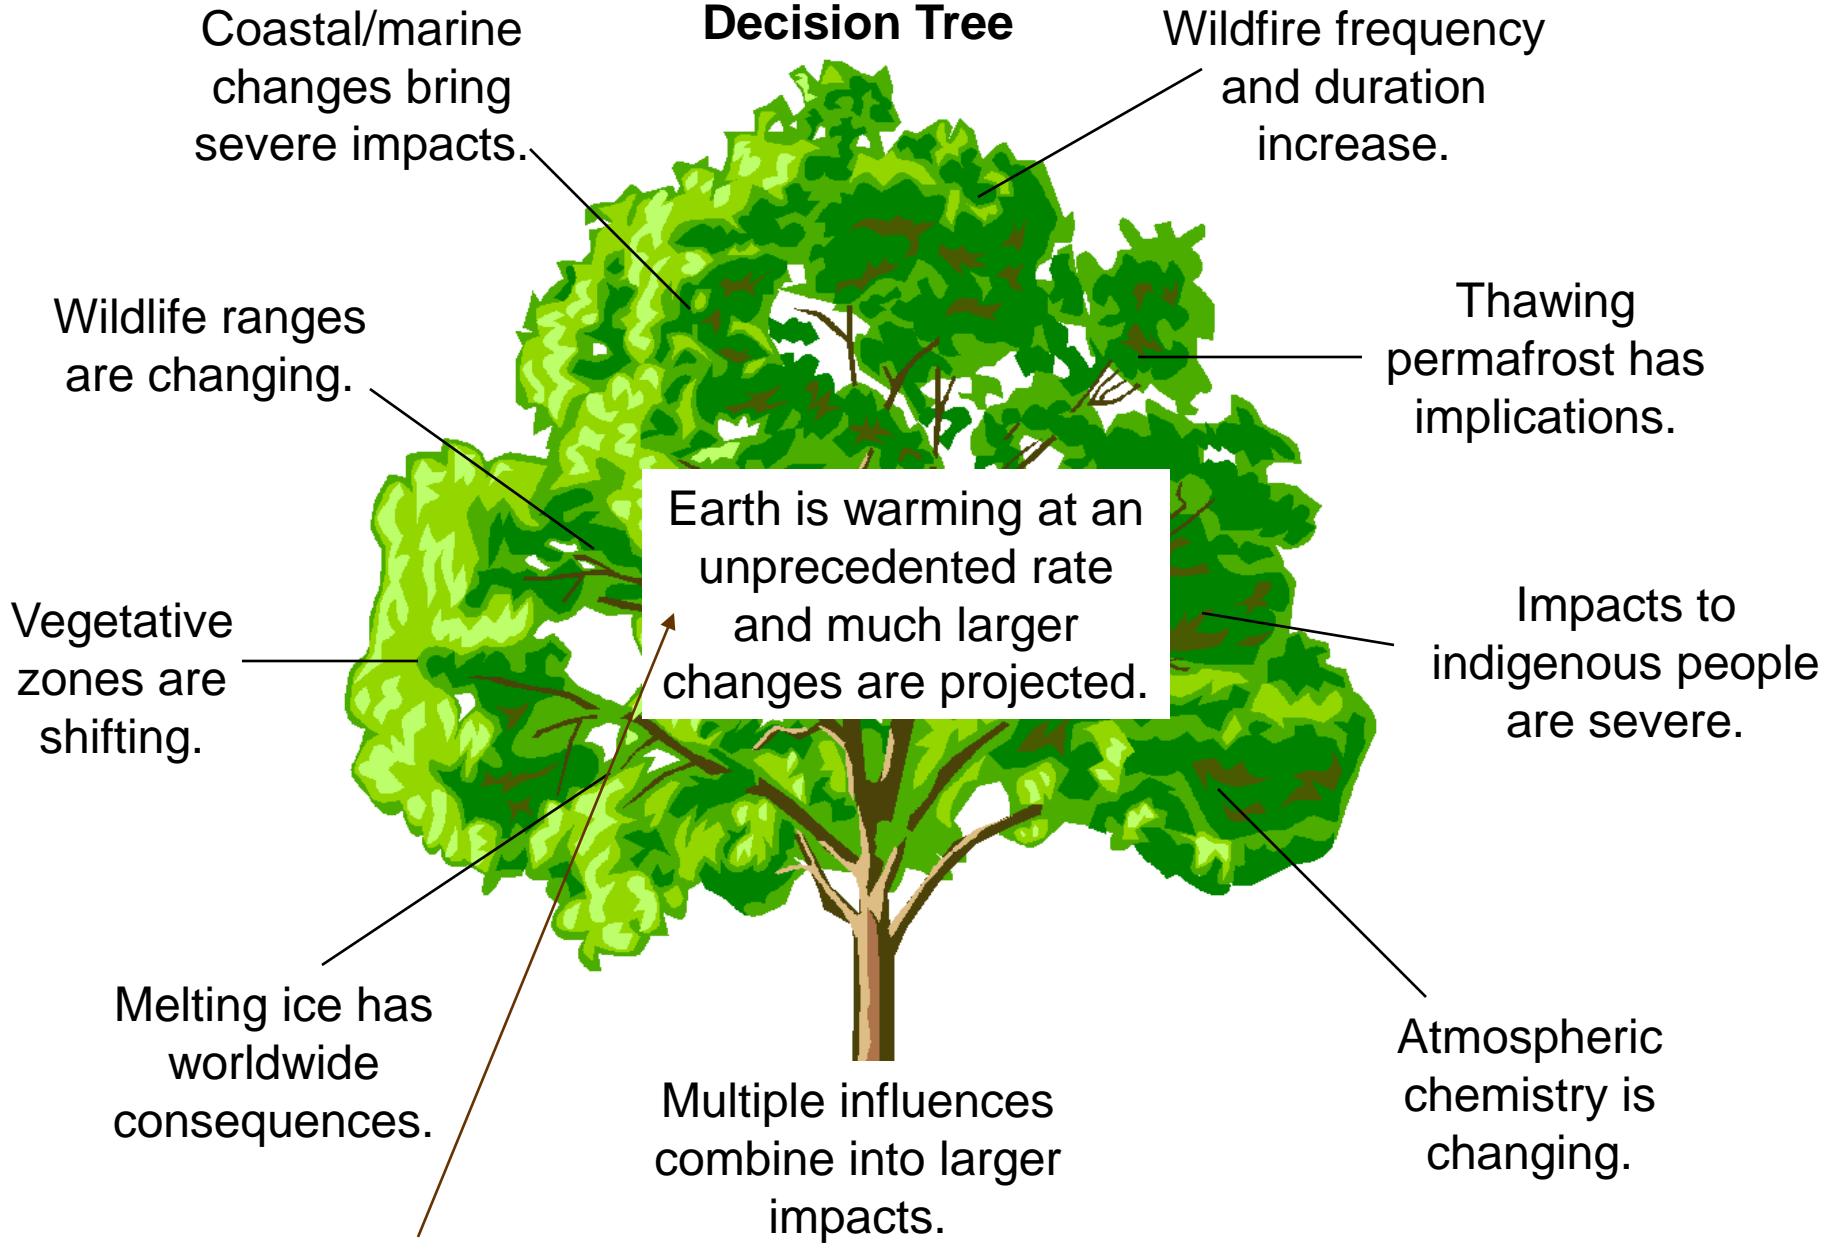 Decision Tree
Coastal/marine
changes bring
severe impacts.
Wildfire frequency
and duration
increase.
Wildlife ranges
are changing.
Thawing
permafrost has
implications.
Earth is warming at an
unprecedented rate
and much larger
changes are projected.
Vegetative
zones are
shifting.
Impacts to
indigenous people
are severe.
Melting ice has
worldwide
consequences.
Multiple influences
combine into larger
impacts.
Atmospheric
chemistry is
changing.